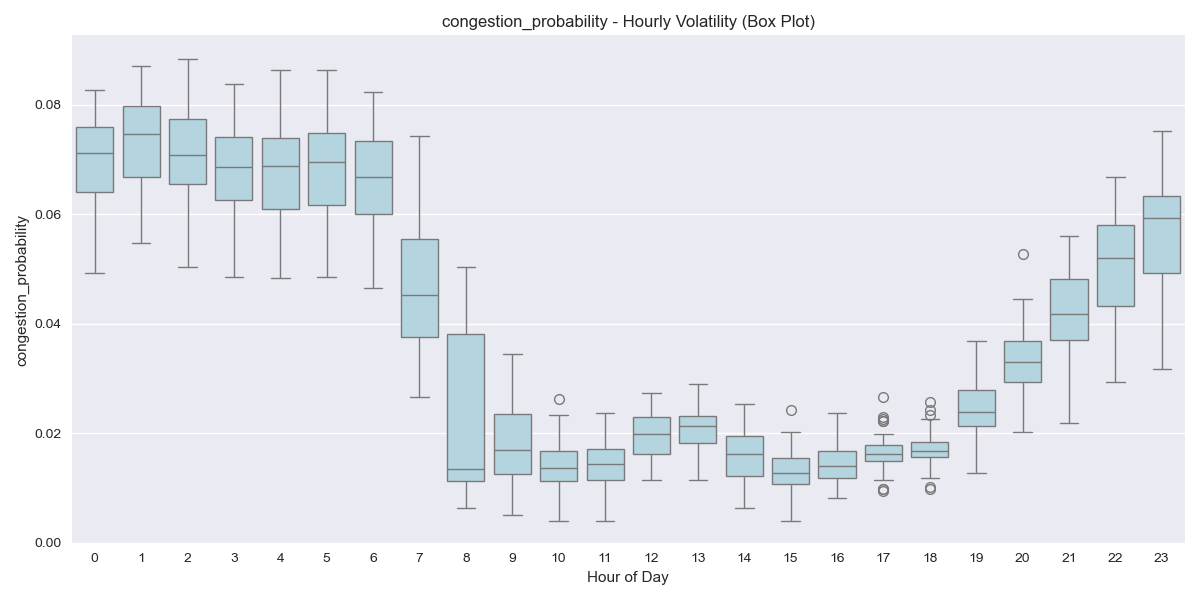 congestion_probability - Hourly Volatility (Box Plot)
congestion_probability
0.08
0.06
0.04
0.02
0.00
0 1 2 3 4 5 6 7 8 9 10 11 12 13 14 15 16 17 18 19 20 21 22 23
Hour of Day